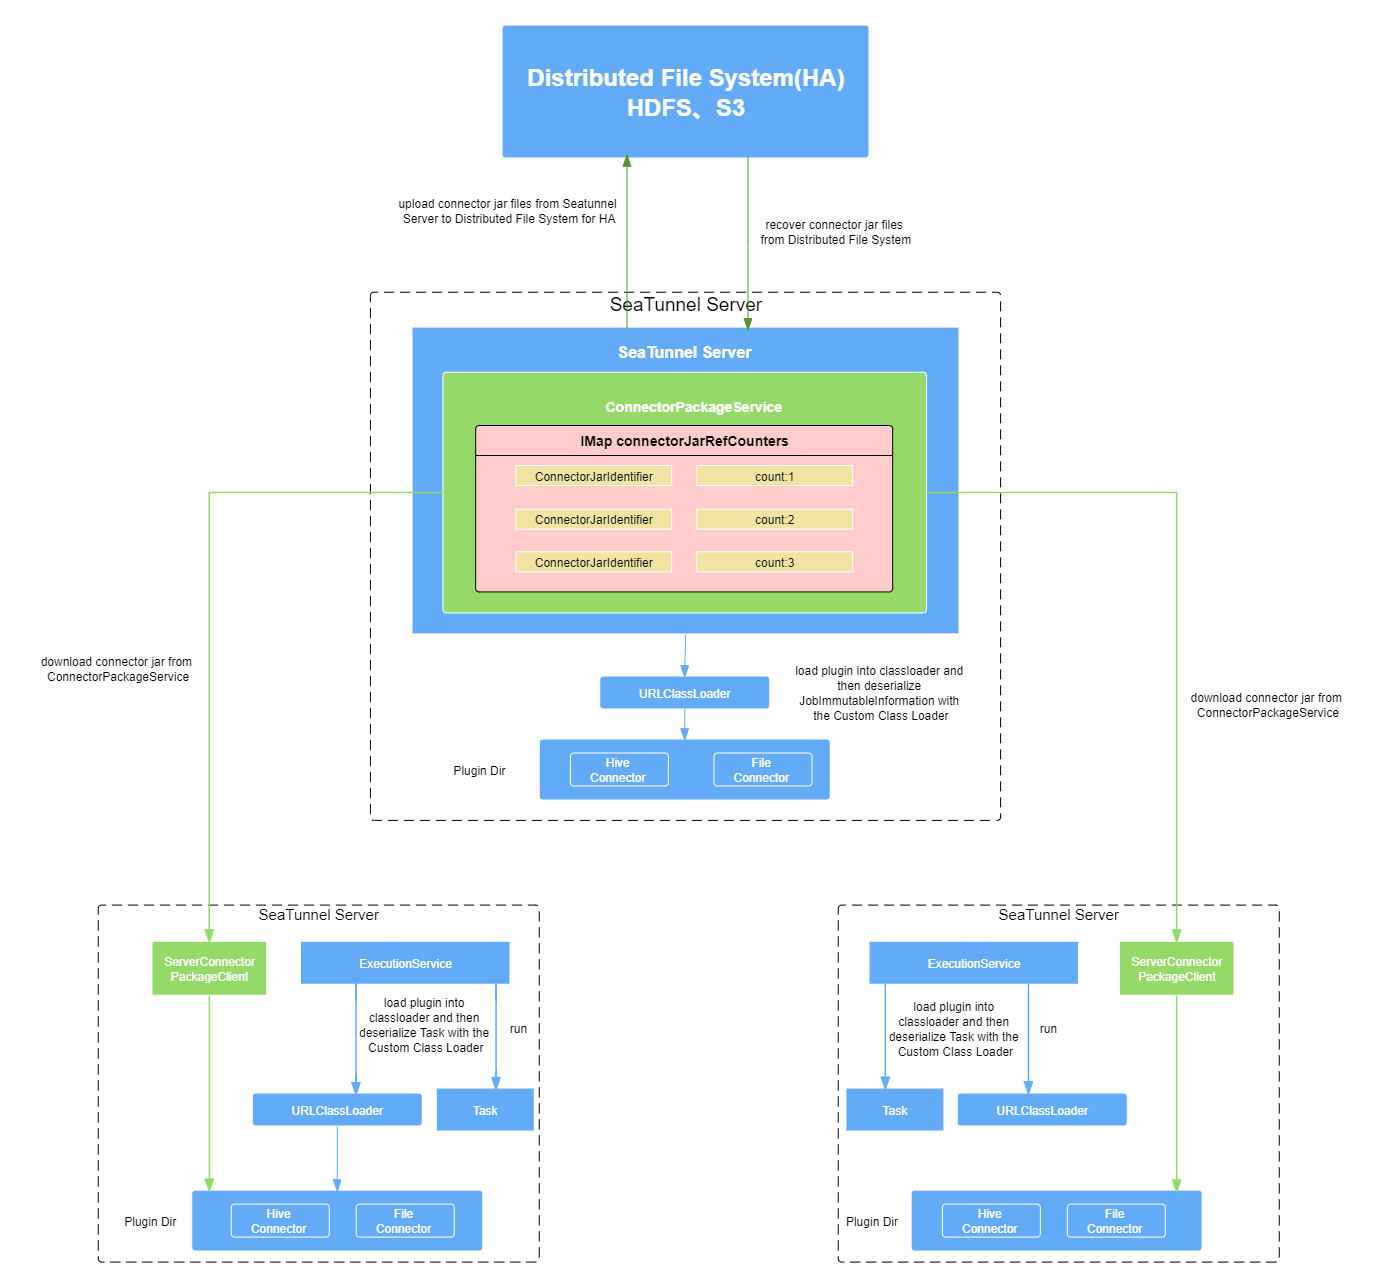 Distributed File System(HA)
HDFS、S3
upload connector jar files from Seatunnel
Server to Distributed File System for HA
recover connector jar files
from Distributed File System
SeaTunnel Server
SeaTunnel Server
ConnectorPackageService
IMap connectorJarRefCounters
ConnectorJarIdentifier
count:1
ConnectorJarIdentifier
count:2
ConnectorJarIdentifier
count:3
download connector jar from
ConnectorPackageService
load plugin into classloader and
then deserialize
JobImmutableInformation with
the Custom Class Loader
URLClassLoader
download connector jar from
ConnectorPackageService
Plugin Dir
Hive
Connector
File
Connector
SeaTunnel Server
ServerConnector
PackageClient
ExecutionService
load plugin into
classloader and then
deserialize Task with the
Custom Class Loader
run
URLClassLoader
Task
Plugin Dir
Hive
Connector
File
Connector
SeaTunnel Server
ExecutionService
ServerConnector
PackageClient
load plugin into
classloader and then
deserialize Task with the
Custom Class Loader
run
Task
URLClassLoader
Plugin Dir
Hive
Connector
File
Connector